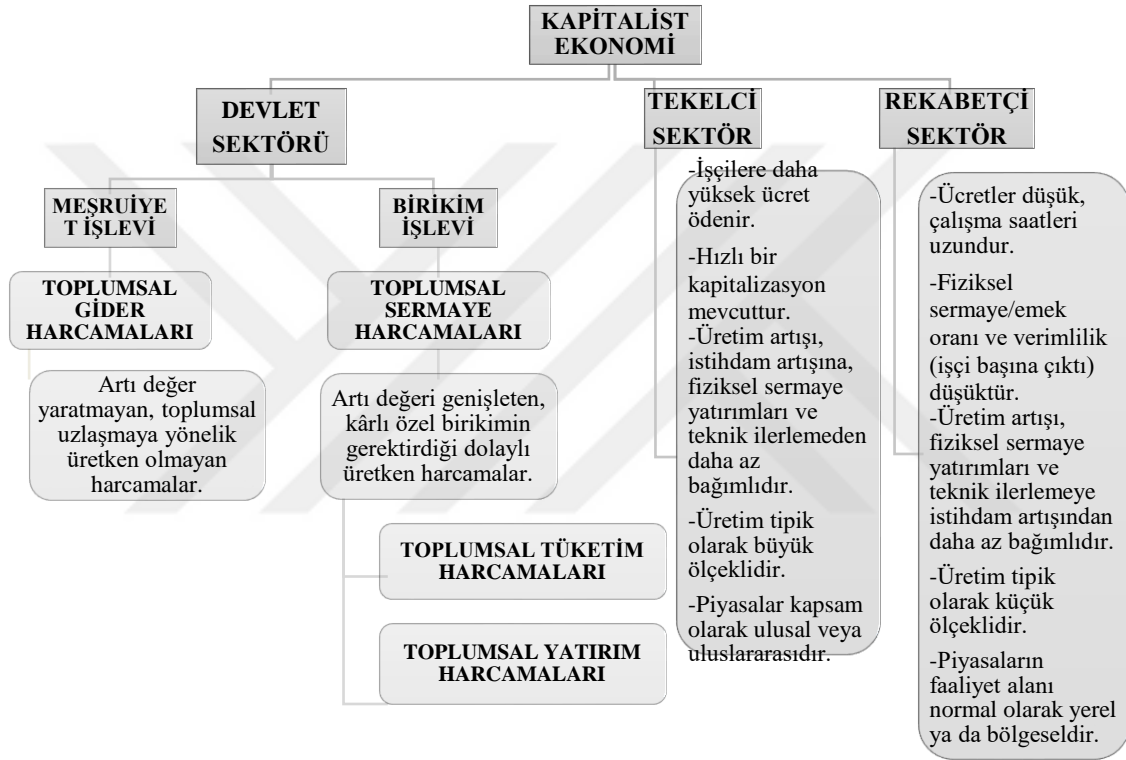 KAPİTALİST
EKONOMİ
DEVLET
SEKTÖRÜ
MEŞRUİYE
T İŞLEVİ
TOPLUMSAL
GİDER
HARCAMALARI
Artı değer
yaratmayan, toplumsal
uzlaşmaya yönelik
üretken olmayan
harcamalar.
BİRİKİM
İŞLEVİ
TOPLUMSAL
SERMAYE
HARCAMALARI
Artı değeri genişleten,
kârlı özel birikimin
gerektirdiği dolaylı
üretken harcamalar.
TOPLUMSAL TÜKETİM
HARCAMALARI
TOPLUMSAL YATIRIM
HARCAMALARI
TEKELCİ
SEKTÖR
-İşçilere daha
yüksek ücret
ödenir.
-Hızlı bir
kapitalizasyon
mevcuttur.
-Üretim artışı,
istihdam artışına,
fiziksel sermaye
yatırımları ve
teknik ilerlemeden
daha az
bağımlıdır.
-Üretim tipik
olarak büyük
ölçeklidir.
-Piyasalar kapsam
olarak ulusal veya
uluslararasıdır.
REKABETÇİ
SEKTÖR
-Ücretler düşük,
çalışma saatleri
uzundur.
-Fiziksel
sermaye/emek
oranı ve verimlilik
(işçi başına çıktı)
düşüktür.
-Üretim artışı,
fiziksel sermaye
yatırımları ve
teknik ilerlemeye
istihdam artışından
daha az bağımlıdır.
-Üretim tipik
olarak küçük
ölçeklidir.
-Piyasaların
faaliyet alanı
normal olarak yerel
ya da bölgeseldir.